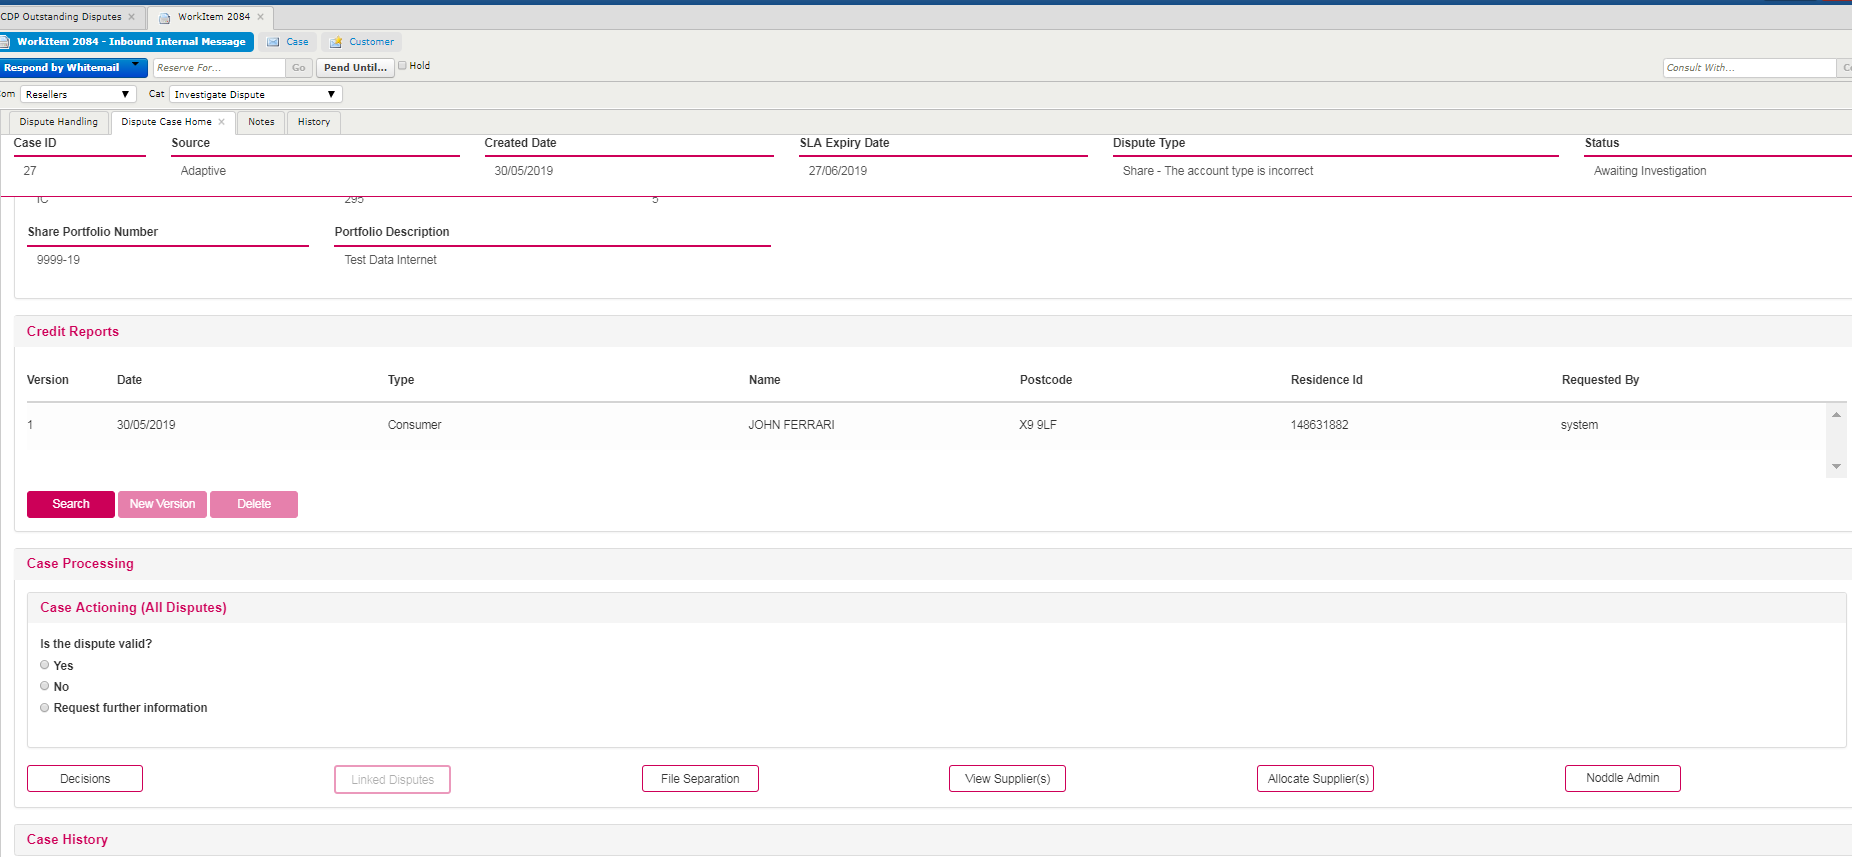 CDP Outstanding Disputes × WorkItem 2084 ×
WorkItem 2084 - Inbound Internal Message Case Customer
Respond by Whitemail Reserve For... Go Pend Until... Hold Consult With...
Resellers Cat Investigate Dispute
Dispute Handling Dispute Case Home × Notes History
Case ID Source Created Date SLA Expiry Date Dispute Type Status
27 Adaptive 30/05/2019 27/06/2019 Share - The account type is incorrect Awaiting Investigation
IC 295 5
Share Portfolio Number Portfolio Description
9999-19 Test Data Internet
Credit Reports
Version Date Type Name Postcode Residence Id Requested By
1 30/05/2019 Consumer JOHN FERRARI X9 9LF 148631882 system
Search New Version Delete
Case Processing
Case Actioning (All Disputes)
Is the dispute valid?
Yes
No
Request further information
Decisions Linked Disputes File Separation View Supplier(s) Allocate Supplier(s) Noddle Admin
Case History